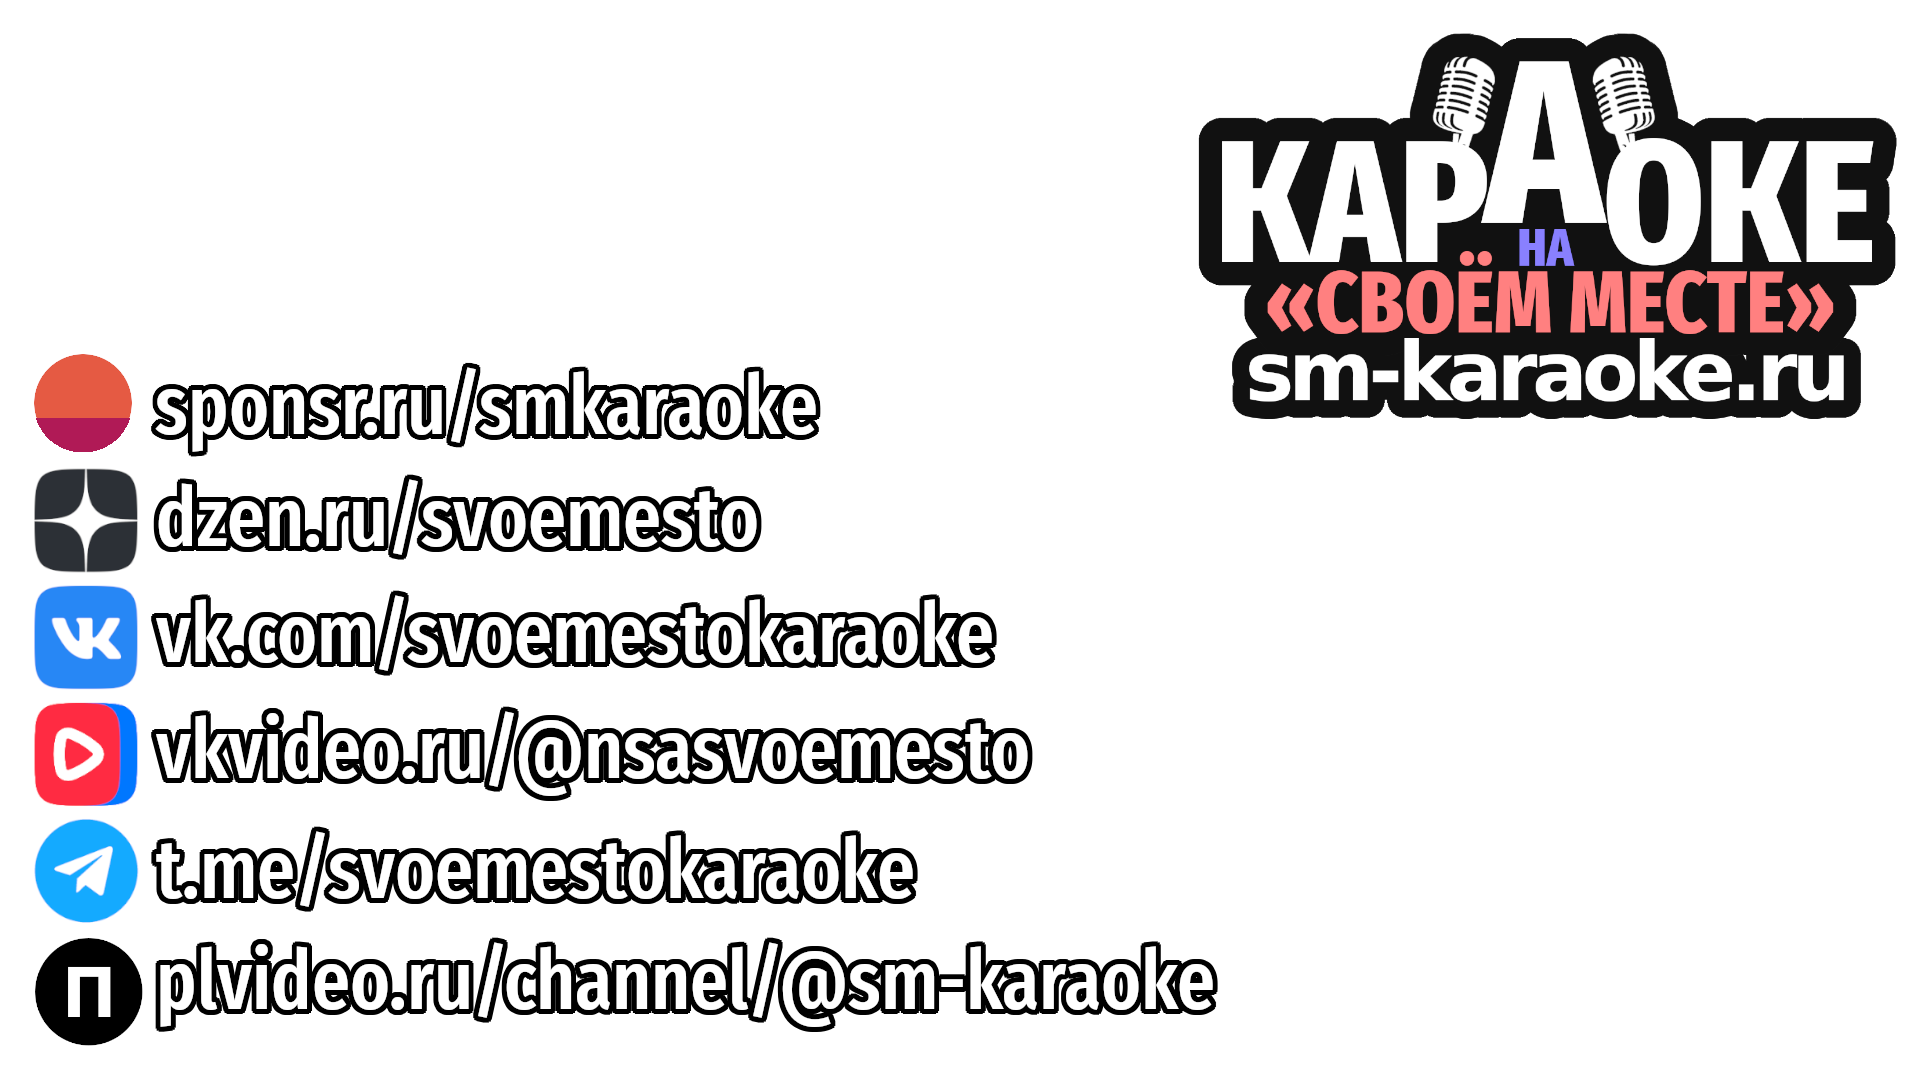 КАРАОКЕ
НА
«СВОЁМ МЕСТЕ»
sm-karaoke.ru
sponsr.ru/smkaraoke
dzen.ru/svoemesto
vk.com/svoemestokaraoke
vkvideo.ru/@nsasvoemesto
t.me/svoemestokaraoke
П plvideo.ru/channel/@sm-karaoke